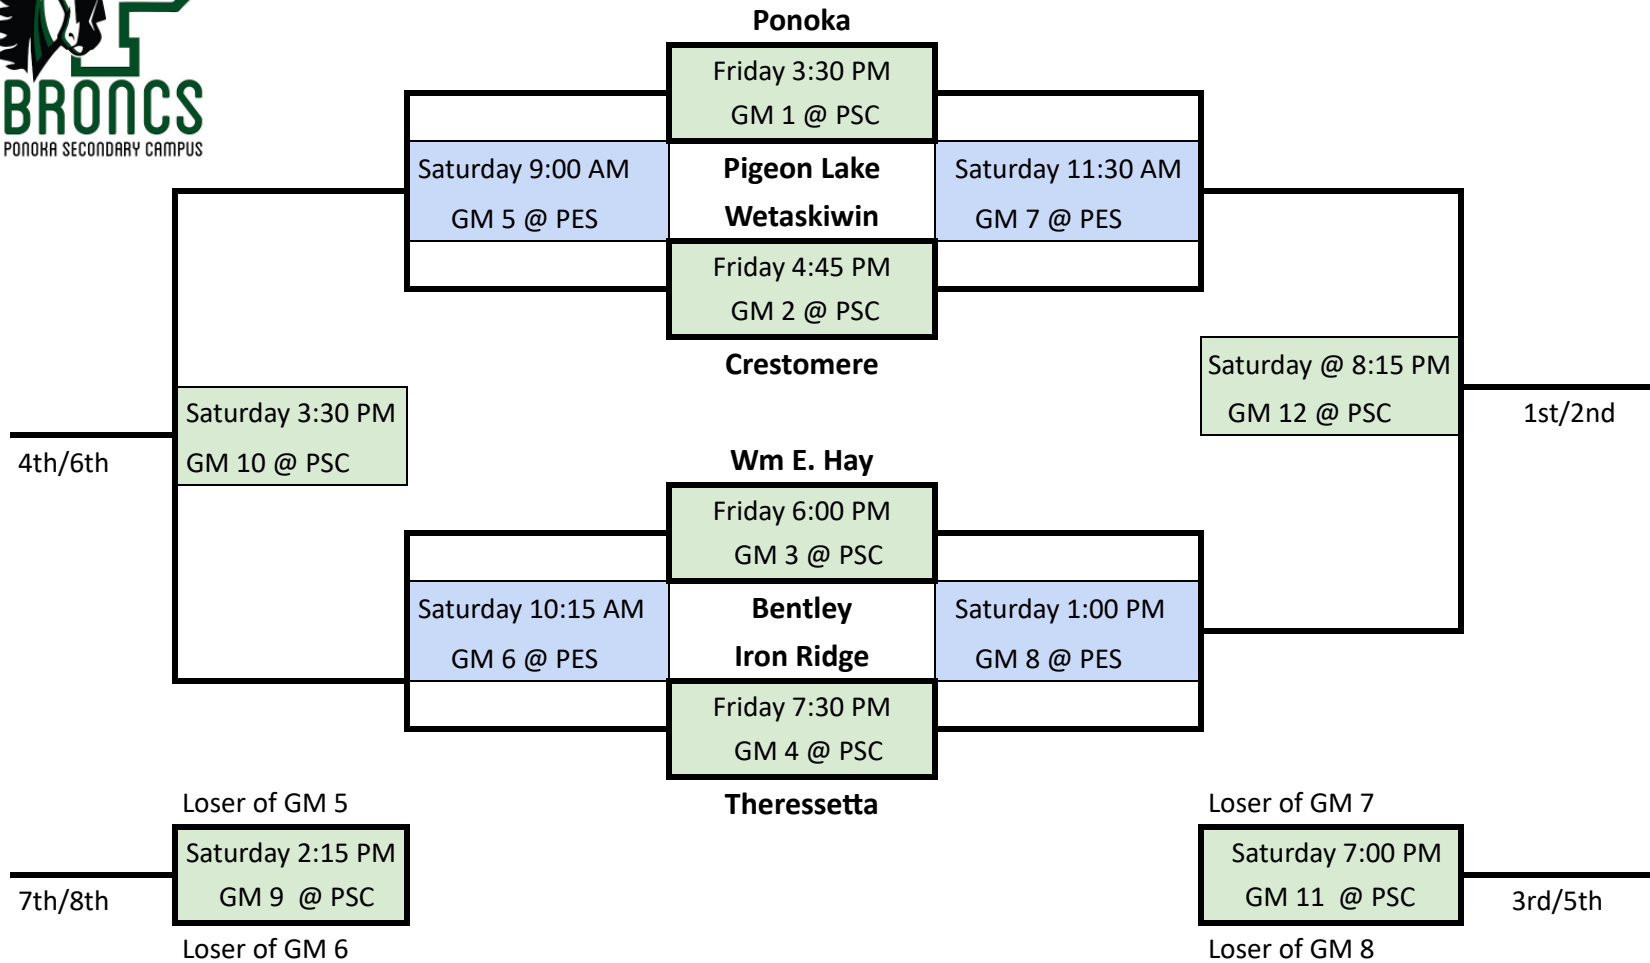 BRONCS
PONOKA SECONDARY CAMPUS
Ponoka
Friday 3:30 PM
GM 1 @ PSC
Saturday 9:00 AM
GM 5 @ PES
Pigeon Lake
Wetaskiwin
Saturday 11:30 AM
GM 7 @ PES
Friday 4:45 PM
GM 2 @ PSC
Crestomere
Saturday @ 8:15 PM
GM 12 @ PSC
1st/2nd
Saturday 3:30 PM
GM 10 @ PSC
4th/6th
Wm E. Hay
Friday 6:00 PM
GM 3 @ PSC
Saturday 10:15 AM
GM 6 @ PES
Bentley
Iron Ridge
Saturday 1:00 PM
GM 8 @ PES
Friday 7:30 PM
GM 4 @ PSC
Theressetta
Loser of GM 5
Saturday 2:15 PM
GM 9 @ PSC
7th/8th
Loser of GM 6
Loser of GM 7
Saturday 7:00 PM
GM 11 @ PSC
3rd/5th
Loser of GM 8